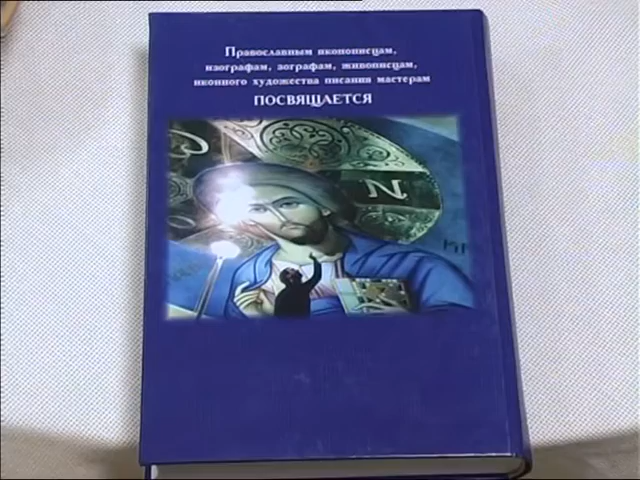 Православным иконописцам,
изографам, зографам, живописцам,
иконного художества писания мастерам
ПОСВЯЩАЕТСЯ
N